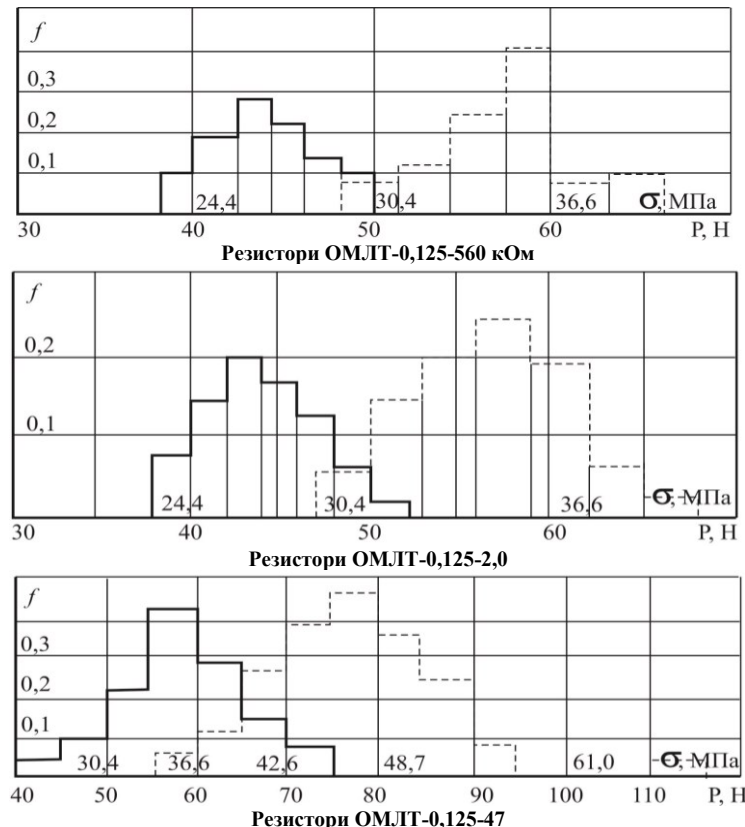 f
0,3
0,2
0,1
24,4 30,4 36,6 σ, МПа
30 40 50 60 P, Н
Резистори ОМЛТ-0,125-560 кОм
f
0,2
0,1
24,4 30,4 36,6 σ, МПа
30 40 50 60 P, Н
Резистори ОМЛТ-0,125-2,0
f
0,3
0,2
0,1
30,4 36,6 42,6 48,7 61,0 σ, МПа
40 50 60 70 80 90 100 110 P, Н
Резистори ОМЛТ-0,125-47